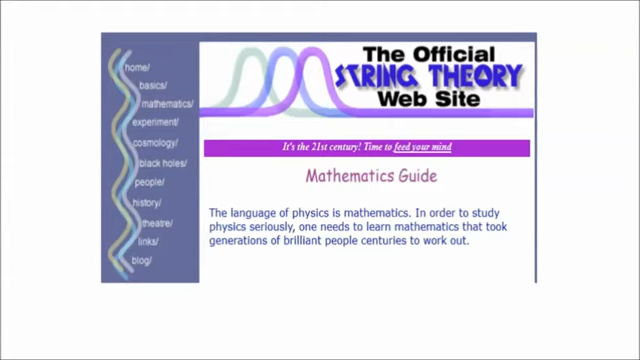 home/
basics/
mathematics/
experiment/
cosmology/
black holes/
people/
history/
theatre/
links/
blog/
The Official
STRING THEORY
Web Site
It's the 21st century! Time to feed your mind
Mathematics Guide
The language of physics is mathematics. In order to study
physics seriously, one needs to learn mathematics that took
generations of brilliant people centuries to work out.